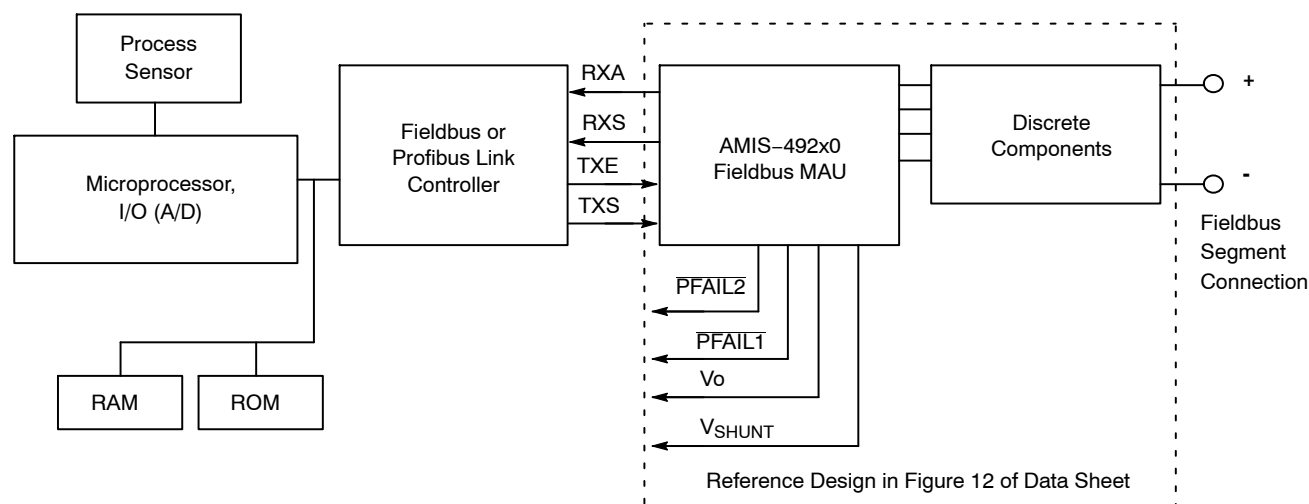 Process
Sensor
Microprocessor,
I/O (A/D)
RAM
ROM
Fieldbus or
Profibus Link
Controller
RXA
RXS
TXE
TXS
AMIS−492x0
Fieldbus MAU
Discrete
Components
+
-
Fieldbus
Segment
Connection
PFAIL2
PFAIL1
Vo
VSHUNT
Reference Design in Figure 12 of Data Sheet